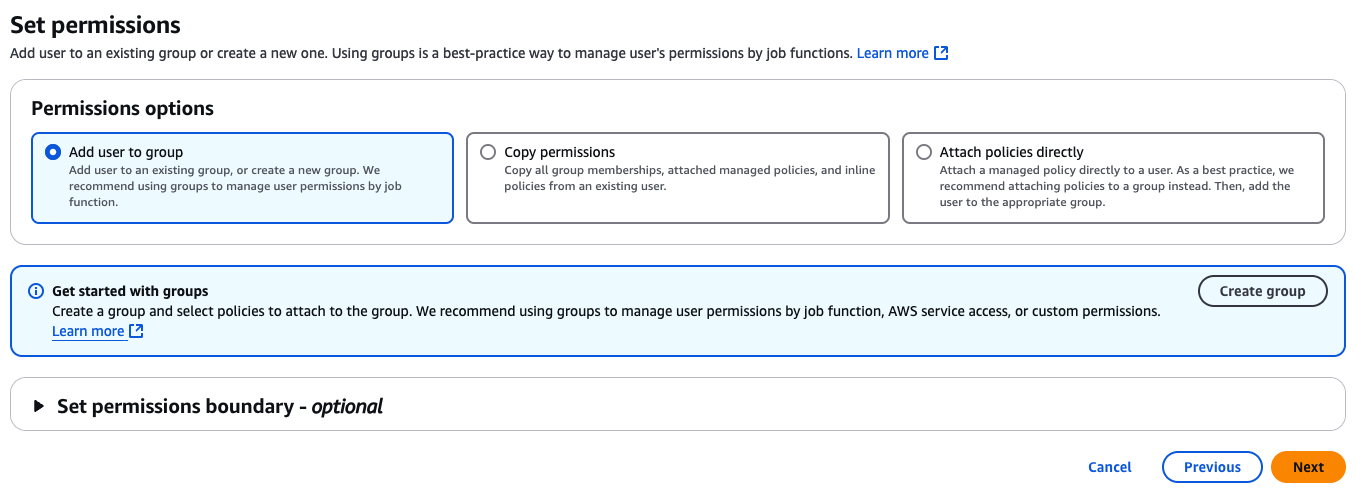 Set permissions
Add user to an existing group or create a new one. Using groups is a best-practice way to manage user's permissions by job functions. Learn more
Permissions options
Add user to group
Add user to an existing group, or create a new group. We
recommend using groups to manage user permissions by job
function.
Copy permissions
Copy all group memberships, attached managed policies, and inline
policies from an existing user.
Attach policies directly
Attach a managed policy directly to a user. As a best practice, we
recommend attaching policies to a group instead. Then, add the
user to the appropriate group.
Get started with groups
Create a group and select policies to attach to the group. We recommend using groups to manage user permissions by job function, AWS service access, or custom permissions.
Learn more
Create group
Set permissions boundary - optional
Cancel
Previous
Next